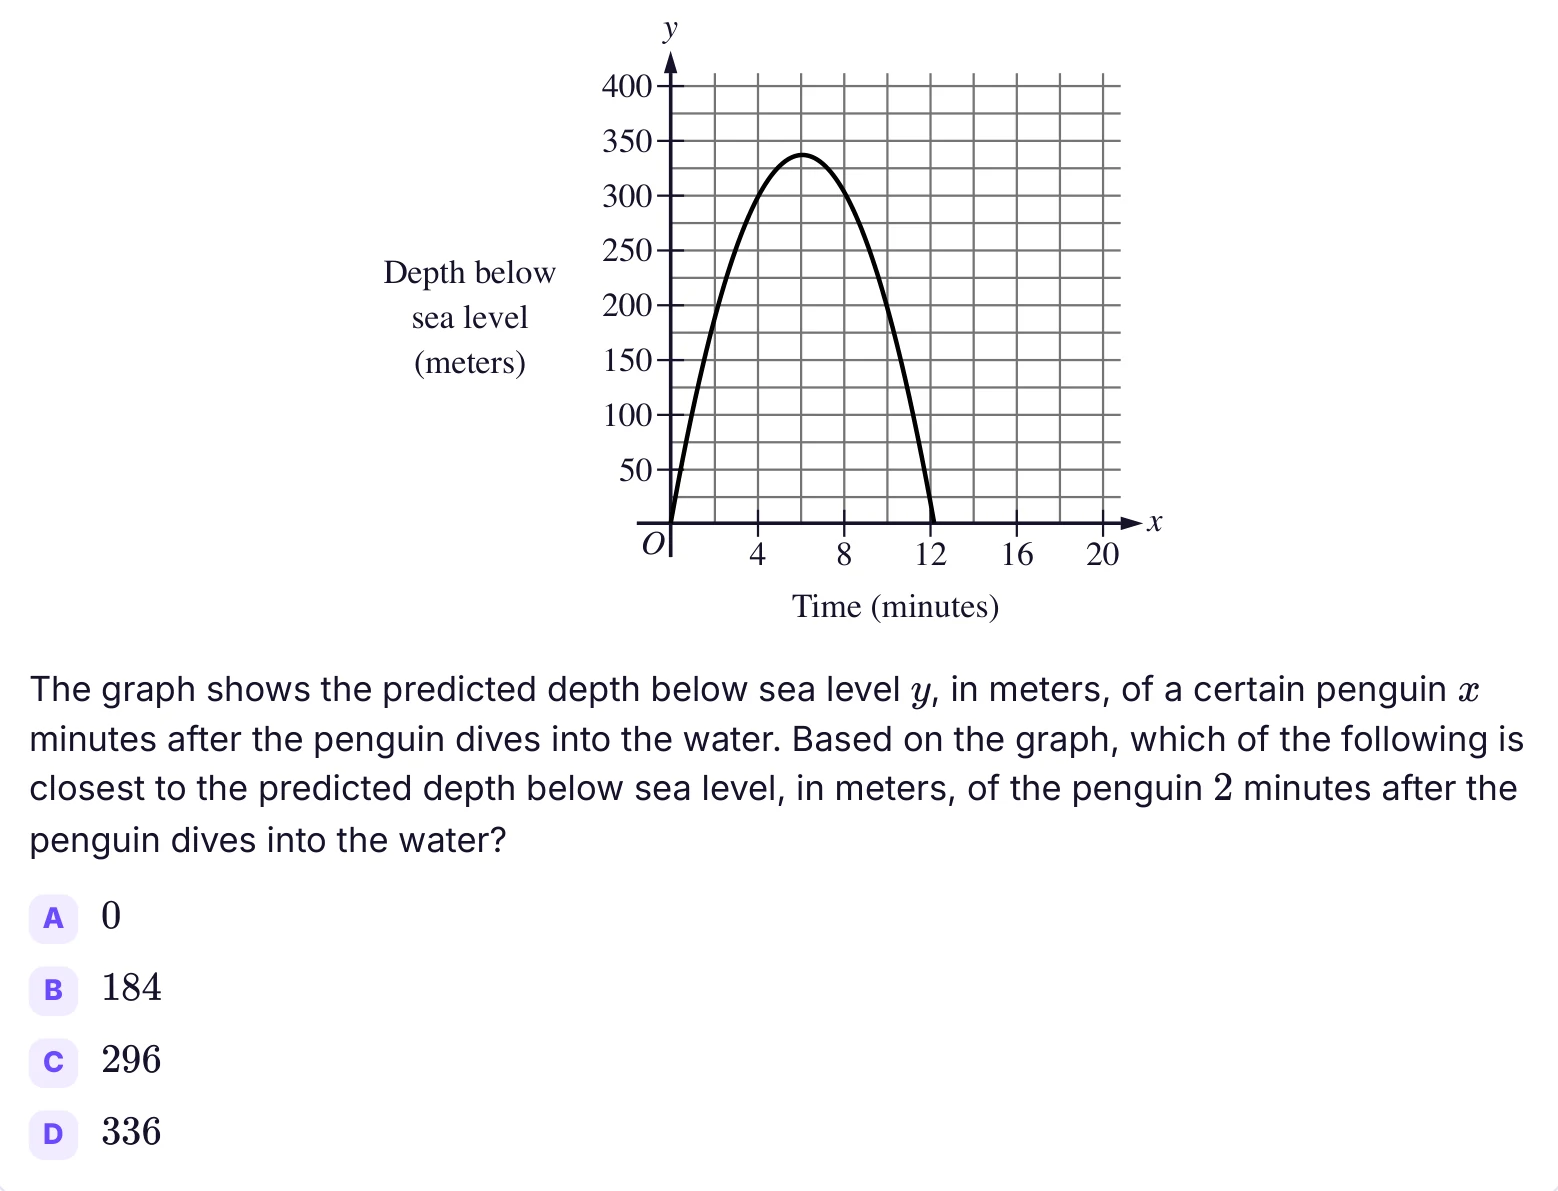 y
400
350
300
250
200
150
100
50
Depth below
sea level
(meters)
O
4 8 12 16 20
x
Time (minutes)
The graph shows the predicted depth below sea level y, in meters, of a certain penguin x
minutes after the penguin dives into the water. Based on the graph, which of the following is
closest to the predicted depth below sea level, in meters, of the penguin 2 minutes after the
penguin dives into the water?
A 0
B 184
C 296
D 336